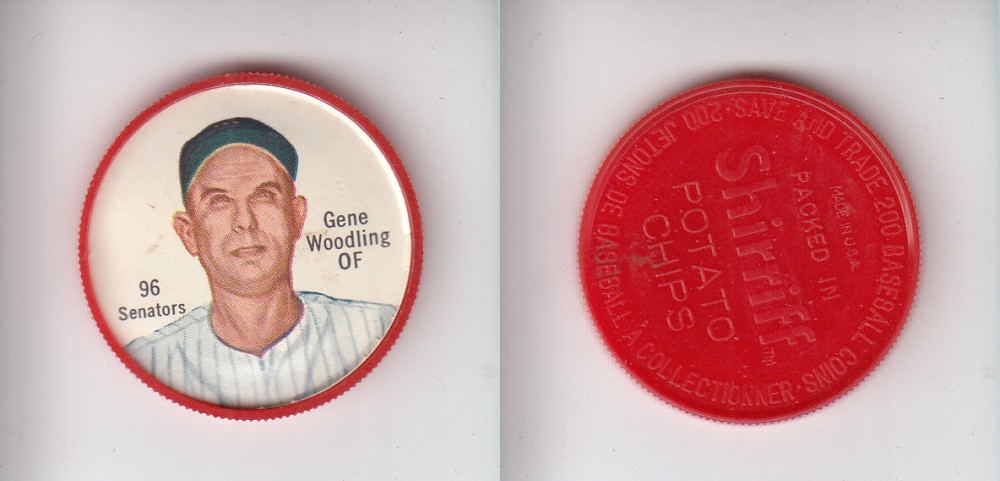 Gene
Woodling
OF
96
Senators
200 JETONS DE BASEBALL À COLLECTIONNER · SAVE AND TRADE 200 BASEBALL COINS ·
MADE IN U.S.A.
PACKED IN
Shirriff™
POTATO
CHIPS